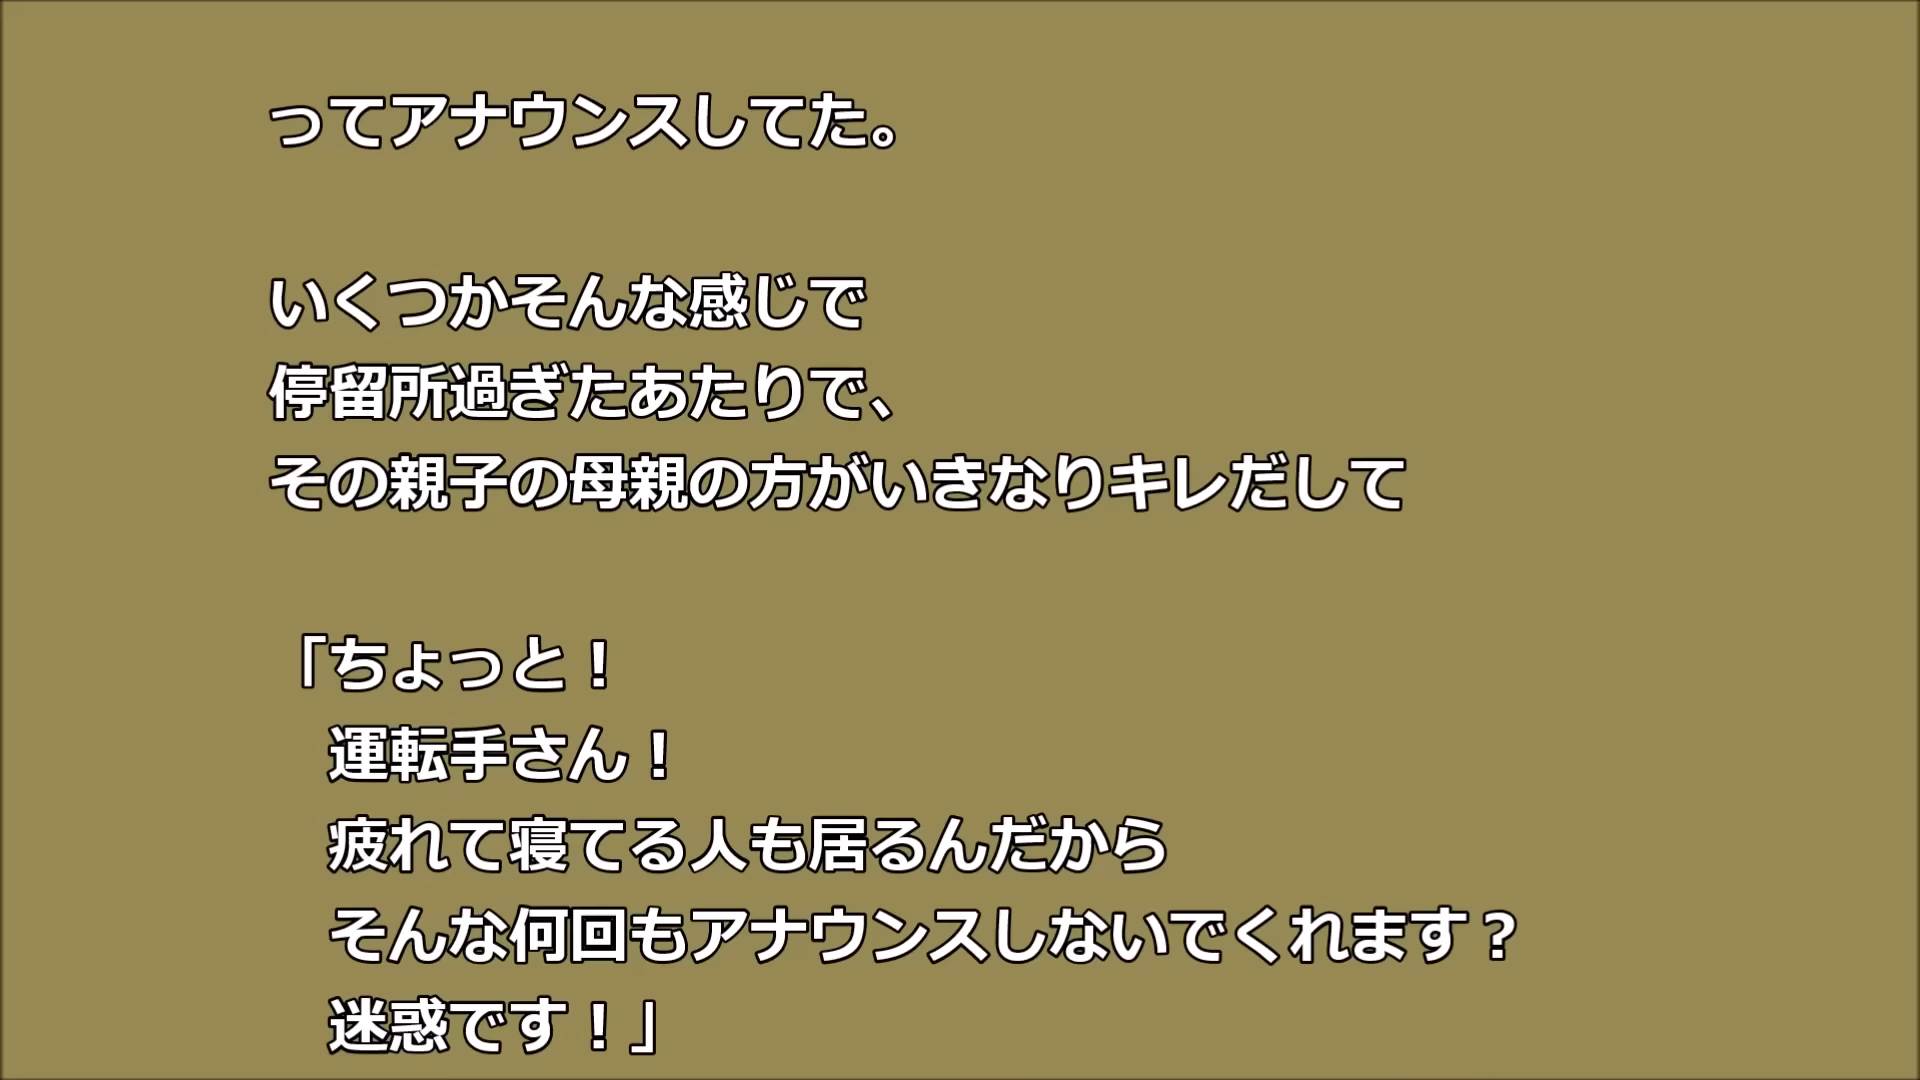 ってアナウンスしてた。
いくつかそんな感じで
停留所過ぎたあたりで、
その親子の母親の方がいきなりキレだして
「ちょっと！
運転手さん！
疲れて寝てる人も居るんだから
そんな何回もアナウンスしないでくれます？
迷惑です！」